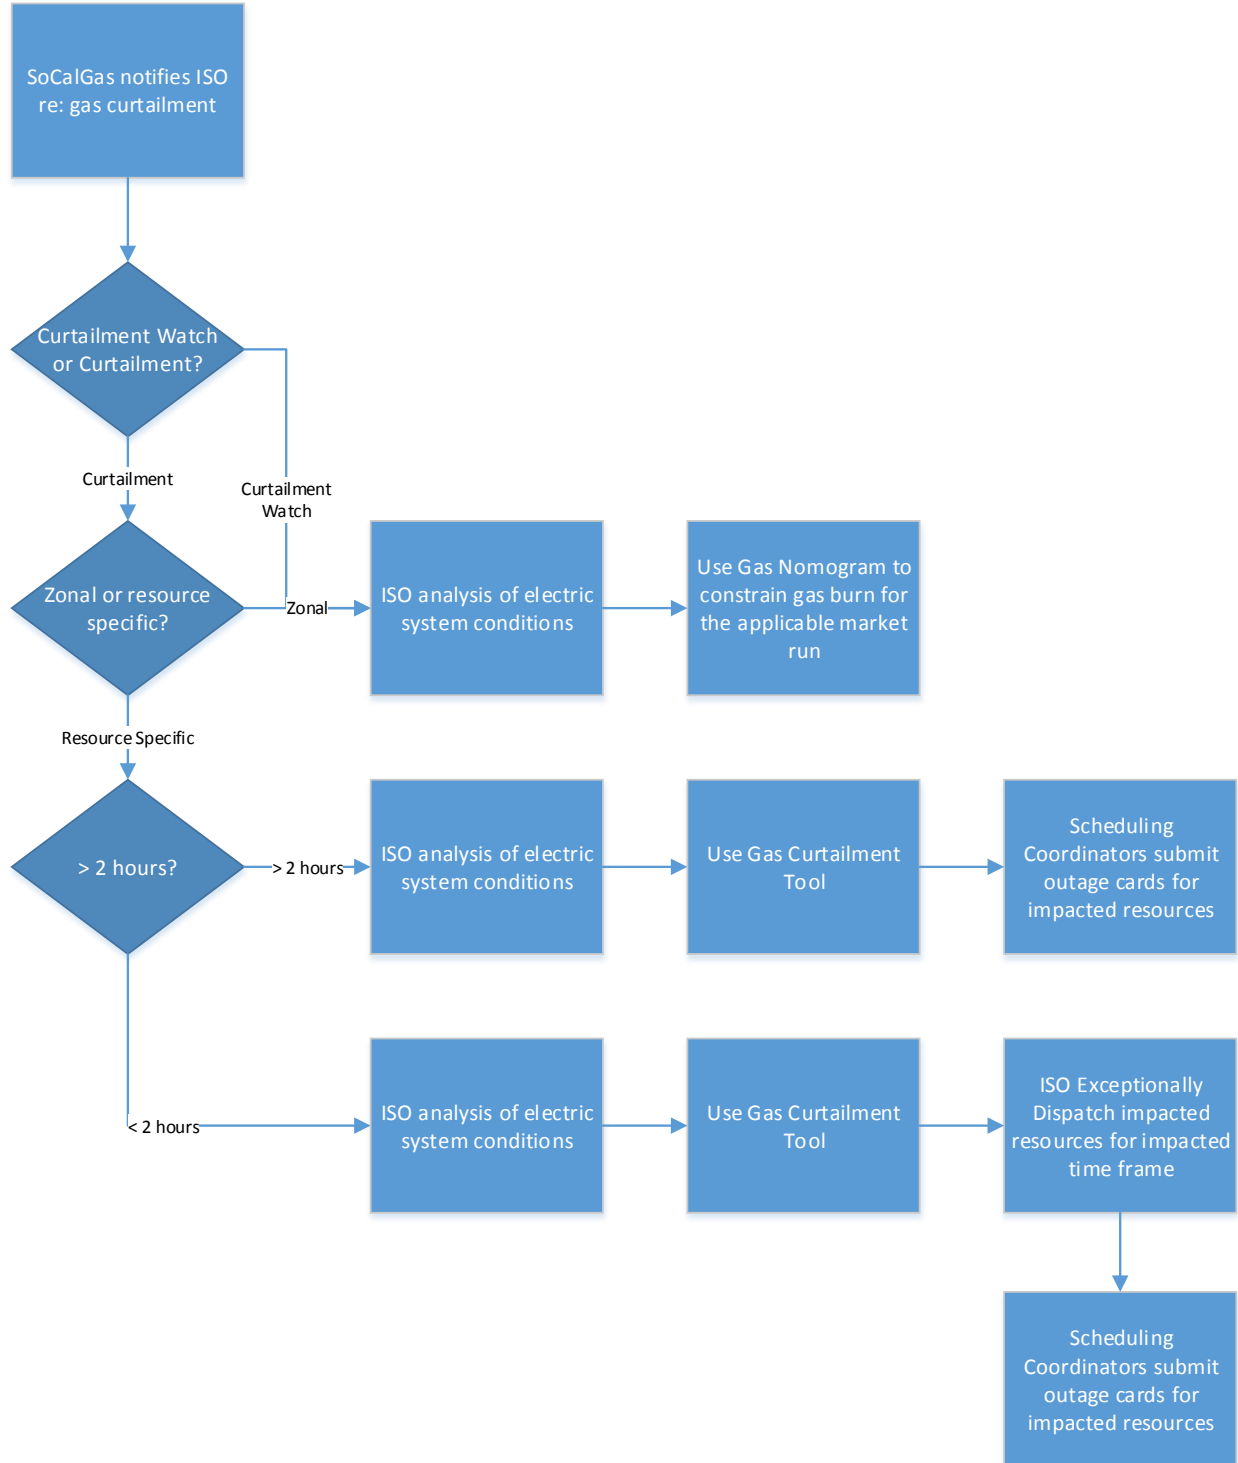 SoCalGas notifies ISO
re: gas curtailment
Curtailment Watch
or Curtailment?
Curtailment
Curtailment
Watch
Zonal or resource
specific?
Zonal
ISO analysis of electric
system conditions
Use Gas Nomogram to
constrain gas burn for
the applicable market
run
Resource Specific
> 2 hours?
> 2 hours
ISO analysis of electric
system conditions
Use Gas Curtailment
Tool
Scheduling
Coordinators submit
outage cards for
impacted resources
< 2 hours
ISO analysis of electric
system conditions
Use Gas Curtailment
Tool
ISO Exceptionally
Dispatch impacted
resources for impacted
time frame
Scheduling
Coordinators submit
outage cards for
impacted resources